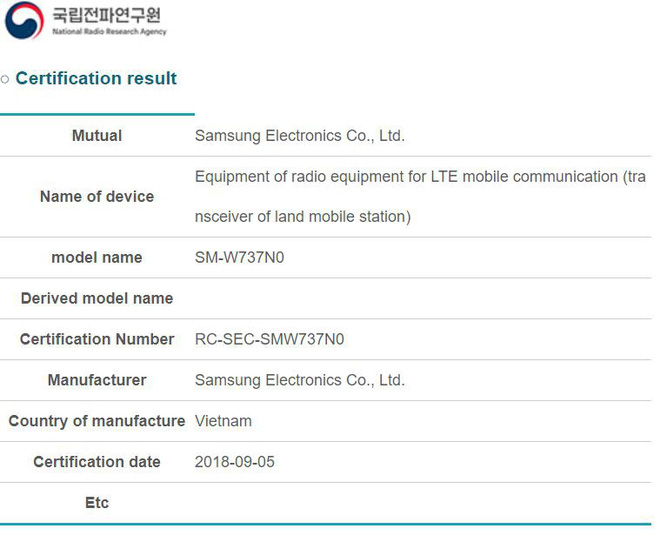 국립전파연구원
National Radio Research Agency
○ Certification result
Mutual Samsung Electronics Co., Ltd.
Name of device Equipment of radio equipment for LTE mobile communication (tra
nsceiver of land mobile station)
model name SM-W737N0
Derived model name
Certification Number RC-SEC-SMW737N0
Manufacturer Samsung Electronics Co., Ltd.
Country of manufacture Vietnam
Certification date 2018-09-05
Etc